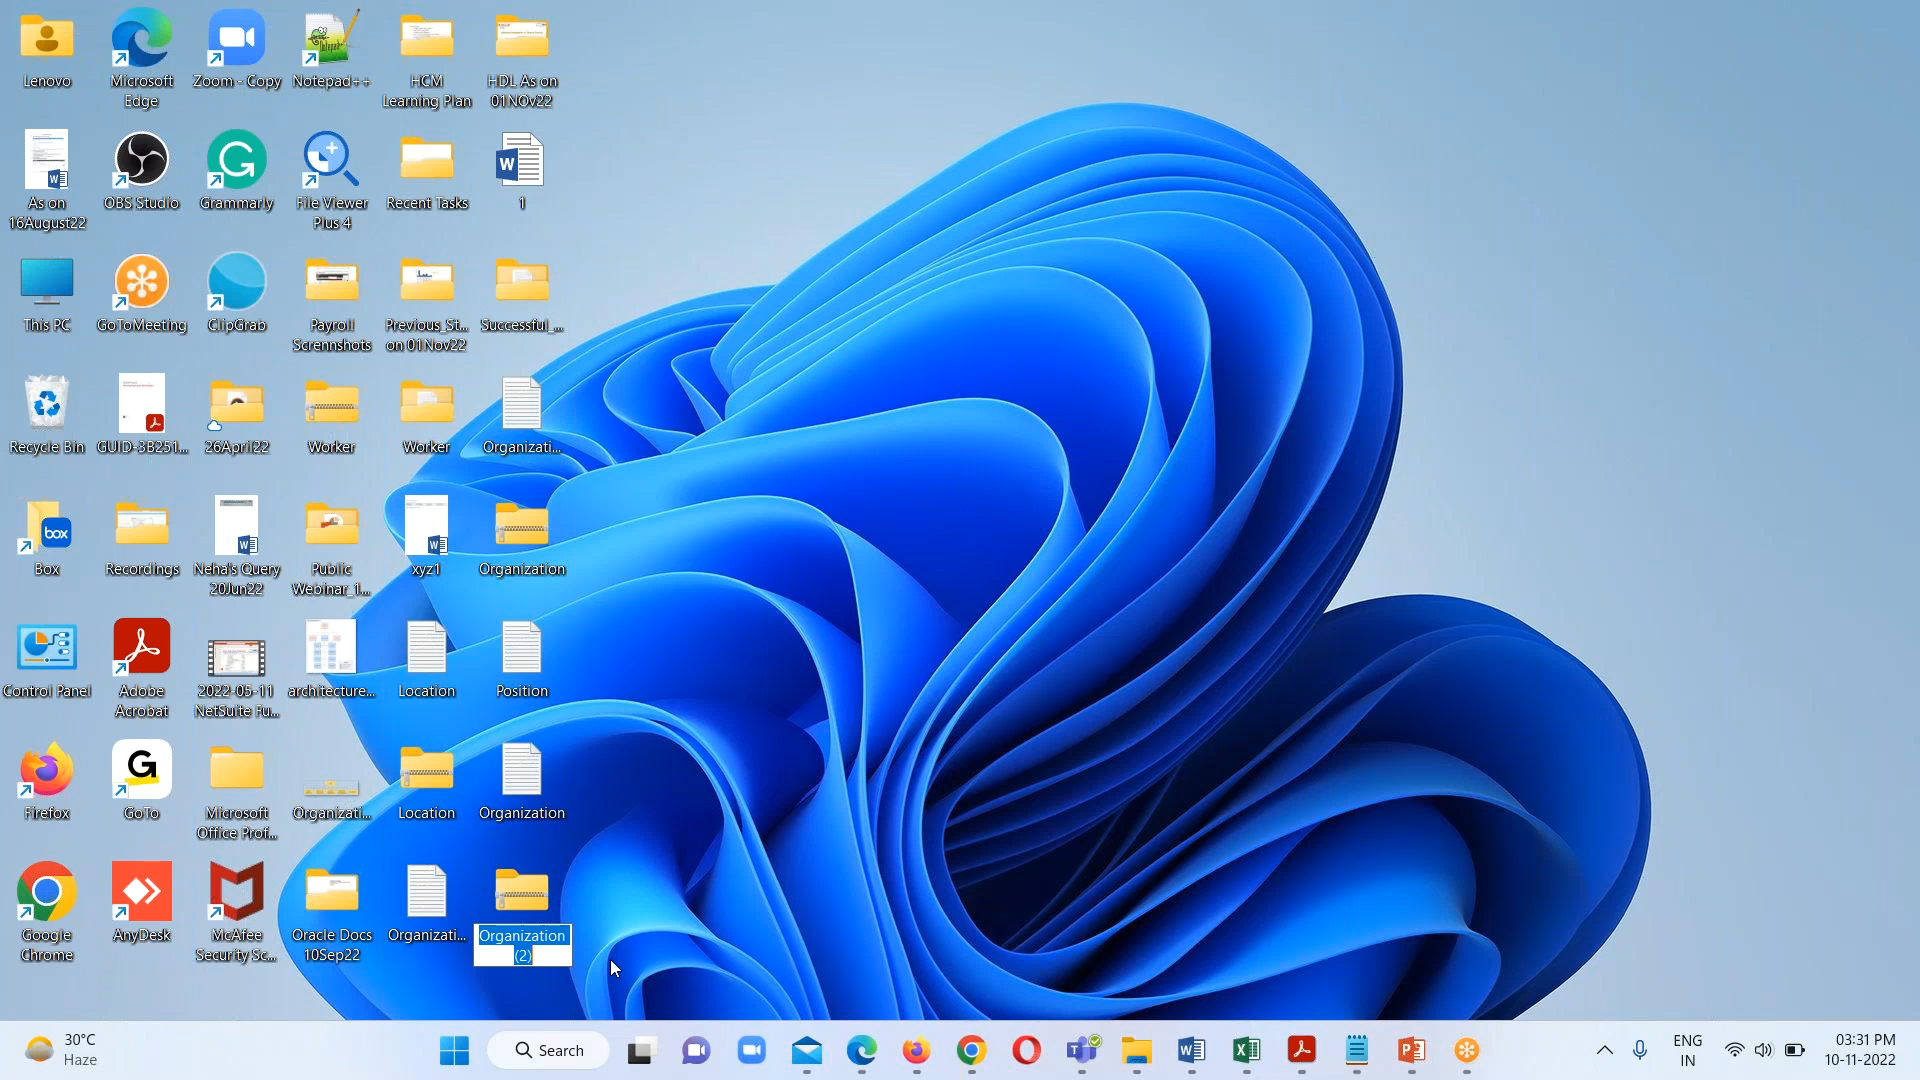 Lenovo
Microsoft
Edge
Zoom - Copy
Notepad++
HCM
Learning Plan
HDL As on
01NOv22
As on
16August22
OBS Studio
Grammarly
File Viewer
Plus 4
Recent Tasks
1
This PC
GoToMeeting
ClipGrab
Payroll
Scrennshots
Previous_St...
on 01Nov22
Successful_...
Recycle Bin
GUID-3B251...
26April22
Worker
Worker
Organizati...
box
Box
Recordings
Neha's Query
20Jun22
Public
Webinar_1...
xyz1
Organization
Control Panel
Adobe
Acrobat
2022-05-11
NetSuite Fu...
architecture...
Location
Position
Firefox
GoTo
Microsoft
Office Prof...
Organizati...
Location
Organization
Google
Chrome
AnyDesk
McAfee
Security Sc...
Oracle Docs
10Sep22
Organizati...
Organization
(2)
30°C
Haze
Search
ENG
IN
03:31 PM
10-11-2022